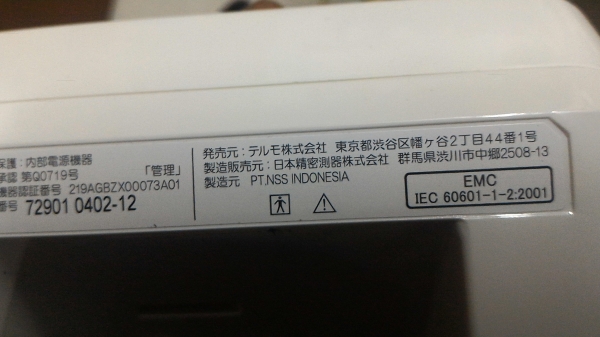 保護：内部電源機器
承認 第Q0719号 「管理」
機器認証番号 219AGBZX00073A01
番号 72901 0402-12
発売元：テルモ株式会社 東京都渋谷区幡ヶ谷2丁目44番1号
製造販売元：日本精密測器株式会社 群馬県渋川市中郷2508-13
製造元 PT.NSS INDONESIA
EMC
IEC 60601-1-2:2001